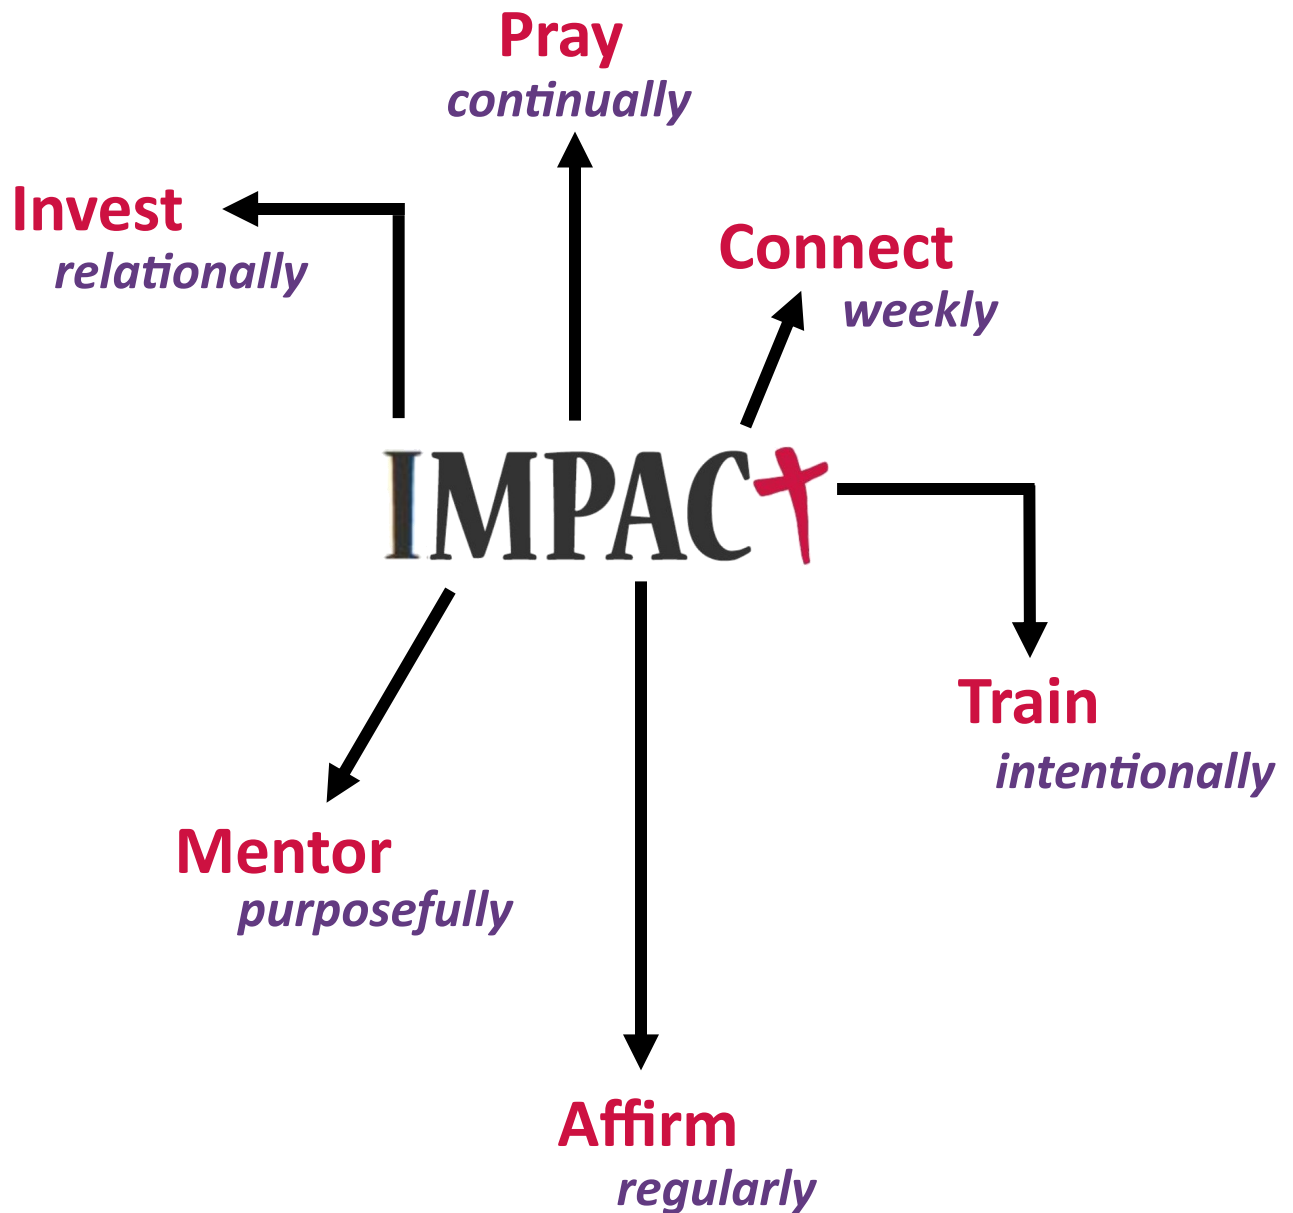 Pray
continually
Invest
relationally
Connect
weekly
IMPACT
Train
intentionally
Mentor
purposefully
Affirm
regularly